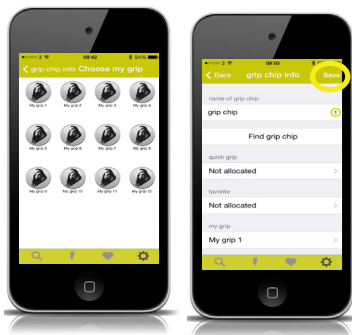 3 09:42 94%
grip chip info Choose my grip
My grip 1 My grip 2 My grip 3 My grip 4
My grip 5 My grip 6 My grip 7 My grip 8
My grip 9 My grip 10 My grip 11 My grip 12
3 09:03
Back grip chip info Save
name of grip chip
grip chip
Find grip chip
quick grip
Not allocated
favorite
Not allocated
my grip
My grip 1